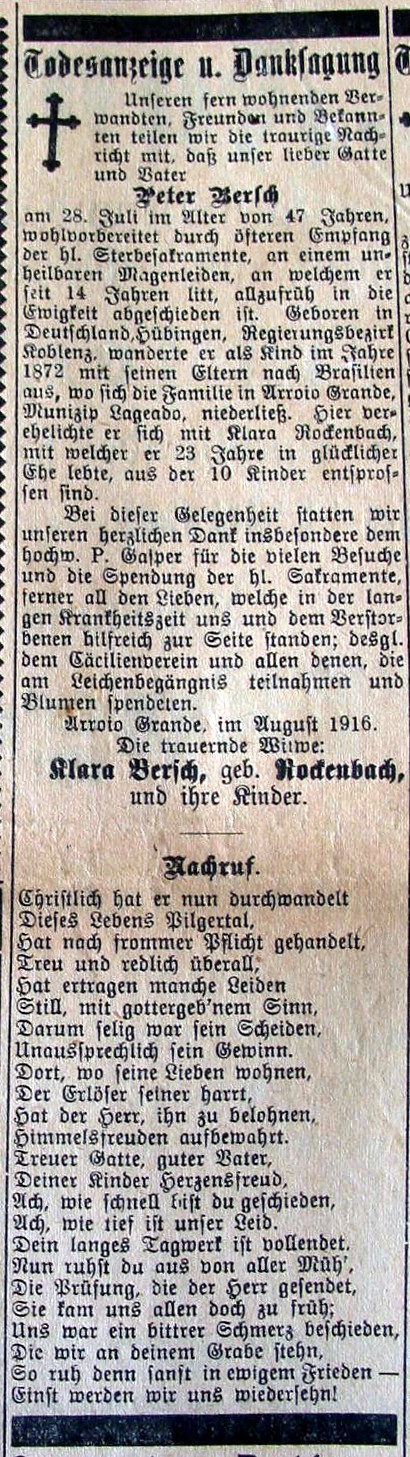 Todesanzeige u. Danksagung
Unseren fern wohnenden Ver-
wandten, Freunden und Bekann-
ten teilen wir die traurige Nach-
richt mit, daß unser lieber Gatte
und Vater
Peter Bersch
am 28. Juli im Alter von 47 Jahren,
wohlvorbereitet durch öfteren Empfang
der hl. Sterbesakramente, an einem un-
heilbaren Magenleiden, an welchem er
seit 14 Jahren litt, allzufrüh in die
Ewigkeit abgeschieden ist. Geboren in
Deutschland, Hübingen, Regierungsbezirk
Koblenz, wanderte er als Kind im Jahre
1872 mit seinen Eltern nach Brasilien
aus, wo sich die Familie in Arroio Grande,
Munizip Lageado, niederließ. Hier ver-
ehelichte er sich mit Klara Rockenbach,
mit welcher er 23 Jahre in glücklicher
Ehe lebte, aus der 10 Kinder entspros-
sen sind.
Bei dieser Gelegenheit statten wir
unseren herzlichen Dank insbesondere dem
hochw. P. Gasper für die vielen Besuche
und die Spendung der hl. Sakramente,
ferner all den Lieben, welche in der lan-
gen Krankheitszeit uns und dem Verstor-
benen hilfreich zur Seite standen; desgl.
dem Cäcilienverein und allen denen, die
am Leichenbegängnis teilnahmen und
Blumen spendeten.
Arroio Grande, im August 1916.
Die trauernde Witwe:
Klara Bersch, geb. Rockenbach,
und ihre Kinder.
Nachruf.
Christlich hat er nun durchwandelt
Dieses Lebens Pilgertal,
Hat nach frommer Pflicht gehandelt,
Treu und redlich überall,
Hat ertragen manche Leiden
Still, mit gottergeb'nem Sinn,
Darum selig war sein Scheiden,
Unaussprechlich sein Gewinn.
Dort, wo seine Lieben wohnen,
Der Erlöser seiner harrt,
Hat der Herr, ihn zu belohnen,
Himmelsfreuden aufbewahrt.
Treuer Gatte, guter Vater,
Deiner Kinder Herzensfreud,
Ach, wie schnell bist du geschieden,
Ach, wie tief ist unser Leid.
Dein langes Tagwerk ist vollendet,
Nun ruhst du aus von aller Müh',
Die Prüfung, die der Herr gesendet,
Sie kam uns allen doch zu früh;
Uns war ein bittrer Schmerz beschieden,
Die wir an deinem Grabe stehn,
So ruh denn sanft in ewigem Frieden —
Einst werden wir uns wiedersehn!